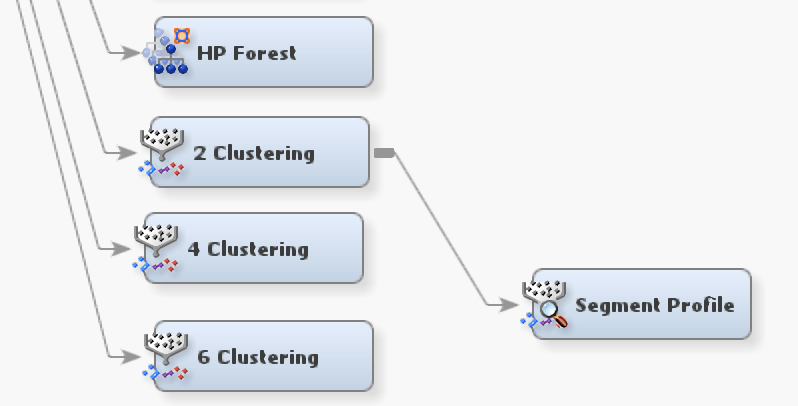 HP Forest
2 Clustering
4 Clustering
Segment Profile
6 Clustering